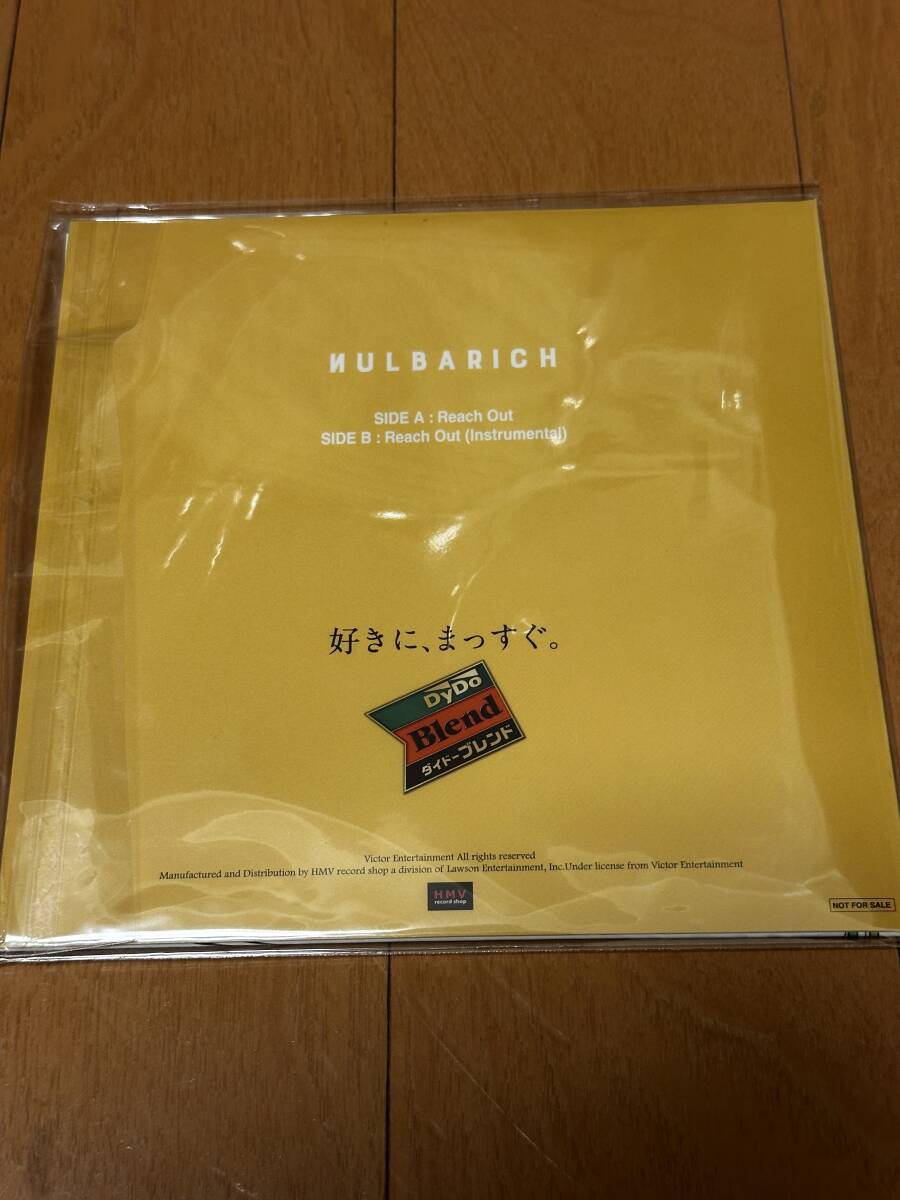 NULBARICH
SIDE A : Reach Out
SIDE B : Reach Out (Instrumental)
好きに、まっすぐ。
DyDo
Blend
ダイドーブレンド
Victor Entertainment All rights reserved
Manufactured and Distribution by HMV record shop a division of Lawson Entertainment, Inc.Under license from Victor Entertainment
HMV
record shop
NOT FOR SALE